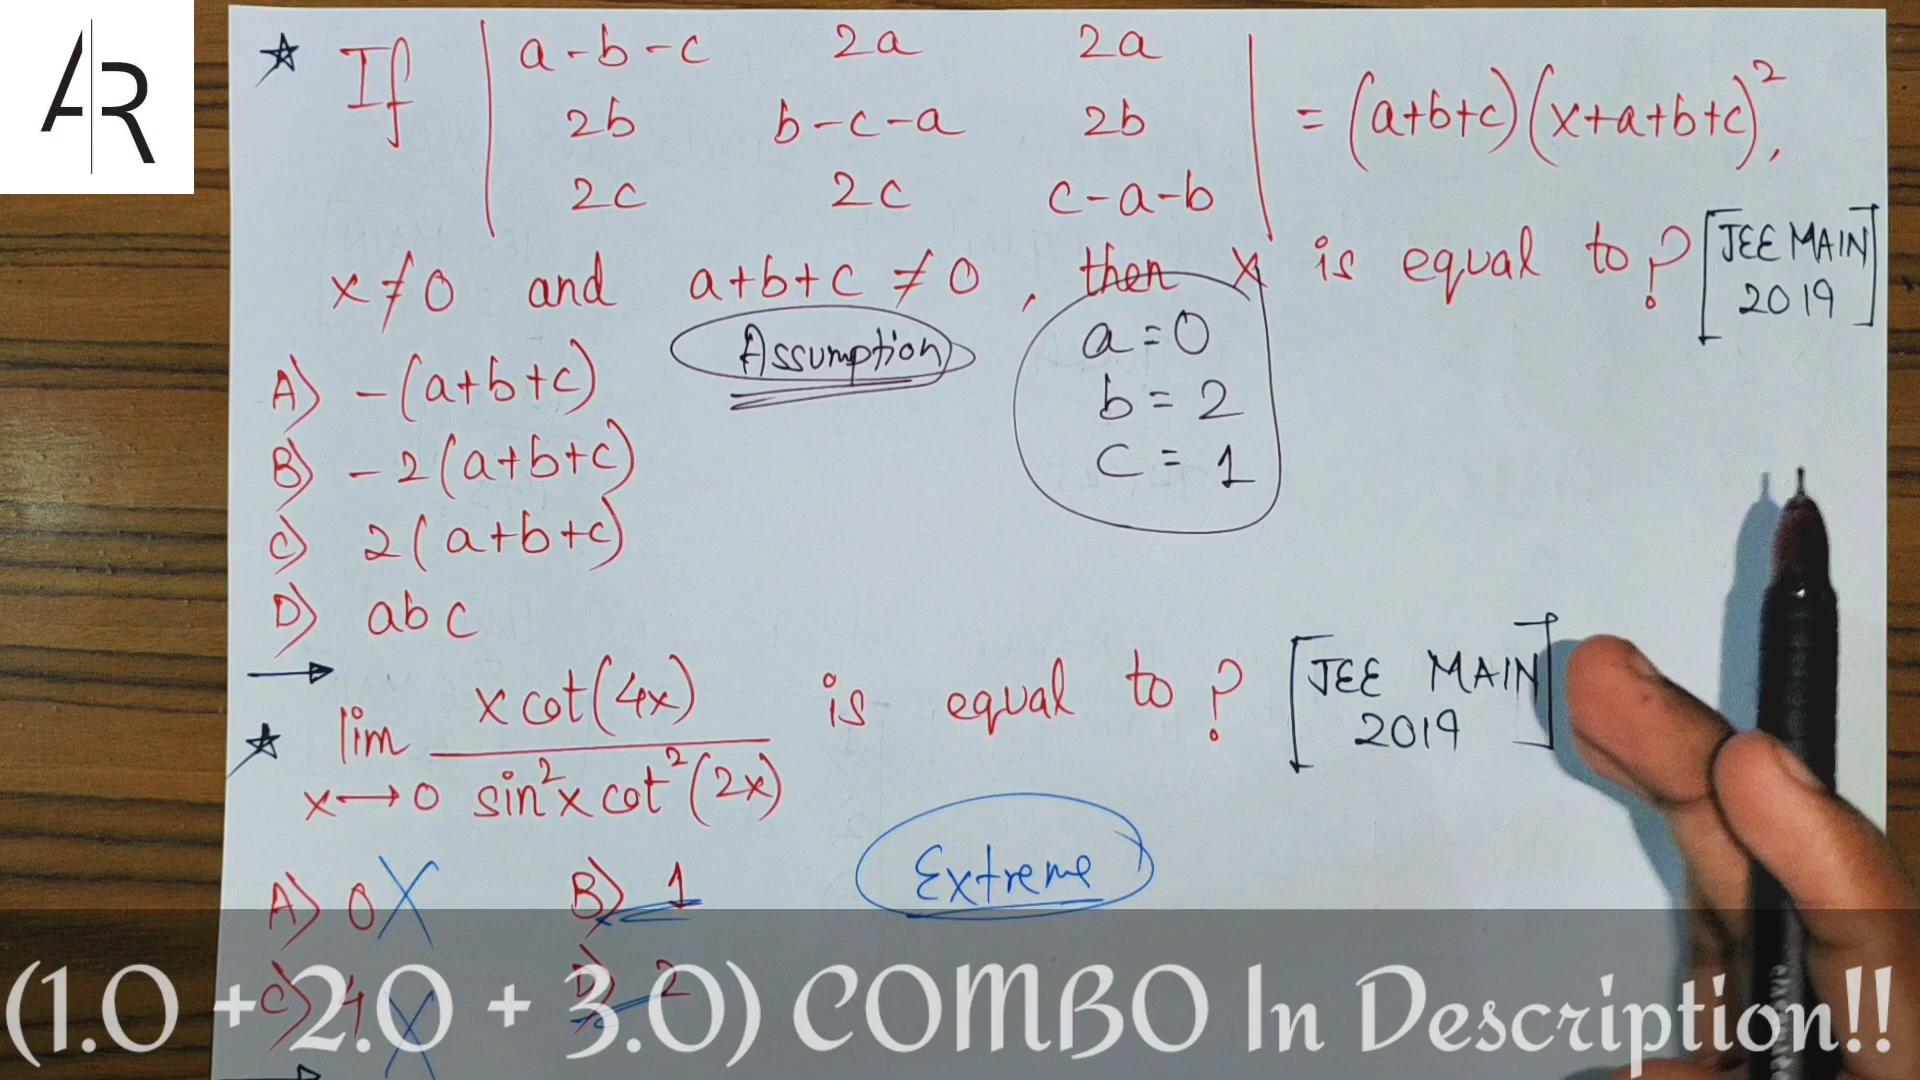 AR
If | a-b-c 2a 2a |
| 2b b-c-a 2b | = (a+b+c)(x+a+b+c)²,
| 2c 2c c-a-b |
x≠0 and a+b+c ≠0, then x is equal to? [JEE MAIN 2019]
Assumption
a=0
b=2
c=1
A) -(a+b+c)
B) -2(a+b+c)
C) 2(a+b+c)
D) abc
lim x→0 x cot(4x) / sin²x cot²(2x) is equal to? [JEE MAIN 2019]
Extreme
A) 0 B) 1
C) 4 D) 2
(1.0 + 2.0 + 3.0) COMBO In Description!!